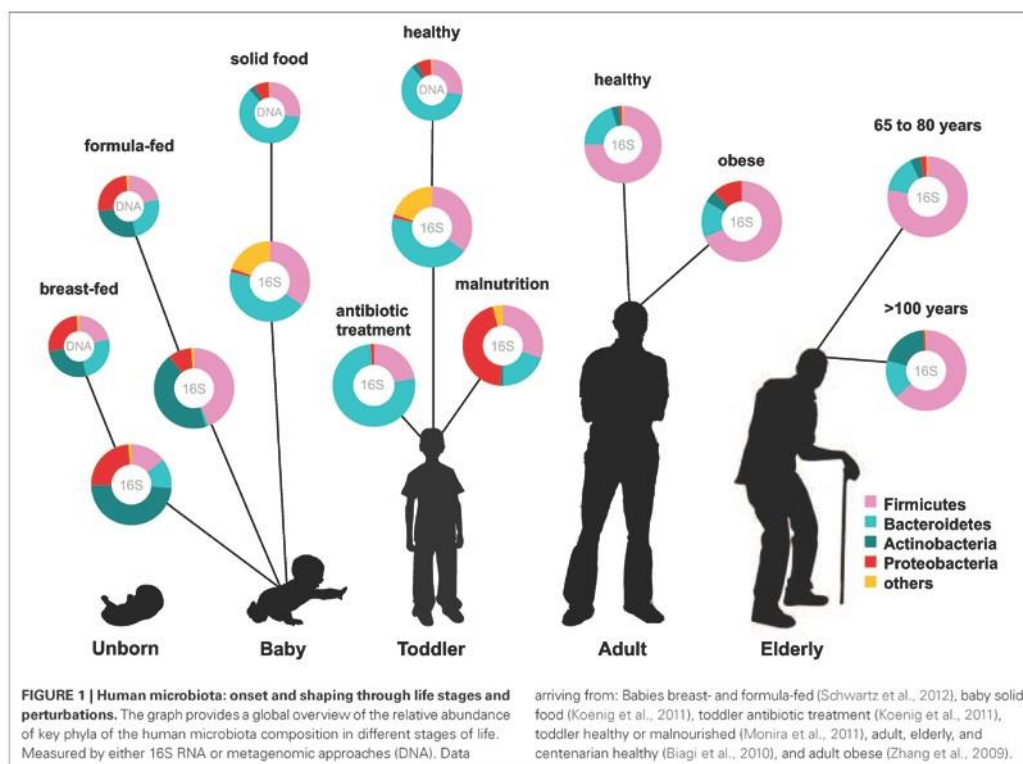 healthy
solid food
DNA
DNA
healthy
65 to 80 years
formula-fed
16S
obese
DNA
16S
16S
16S
16S
breast-fed
antibiotic
treatment
malnutrition
>100 years
DNA
16S
16S
16S
16S
16S
Firmicutes
Bacteroidetes
Actinobacteria
Proteobacteria
others
Unborn
Baby
Toddler
Adult
Elderly
FIGURE 1 | Human microbiota: onset and shaping through life stages and
perturbations. The graph provides a global overview of the relative abundance
of key phyla of the human microbiota composition in different stages of life.
Measured by either 16S RNA or metagenomic approaches (DNA). Data
arriving from: Babies breast- and formula-fed (Schwartz et al., 2012), baby solid
food (Koenig et al., 2011), toddler antibiotic treatment (Koenig et al., 2011),
toddler healthy or malnourished (Monira et al., 2011), adult, elderly, and
centenarian healthy (Biagi et al., 2010), and adult obese (Zhang et al., 2009).